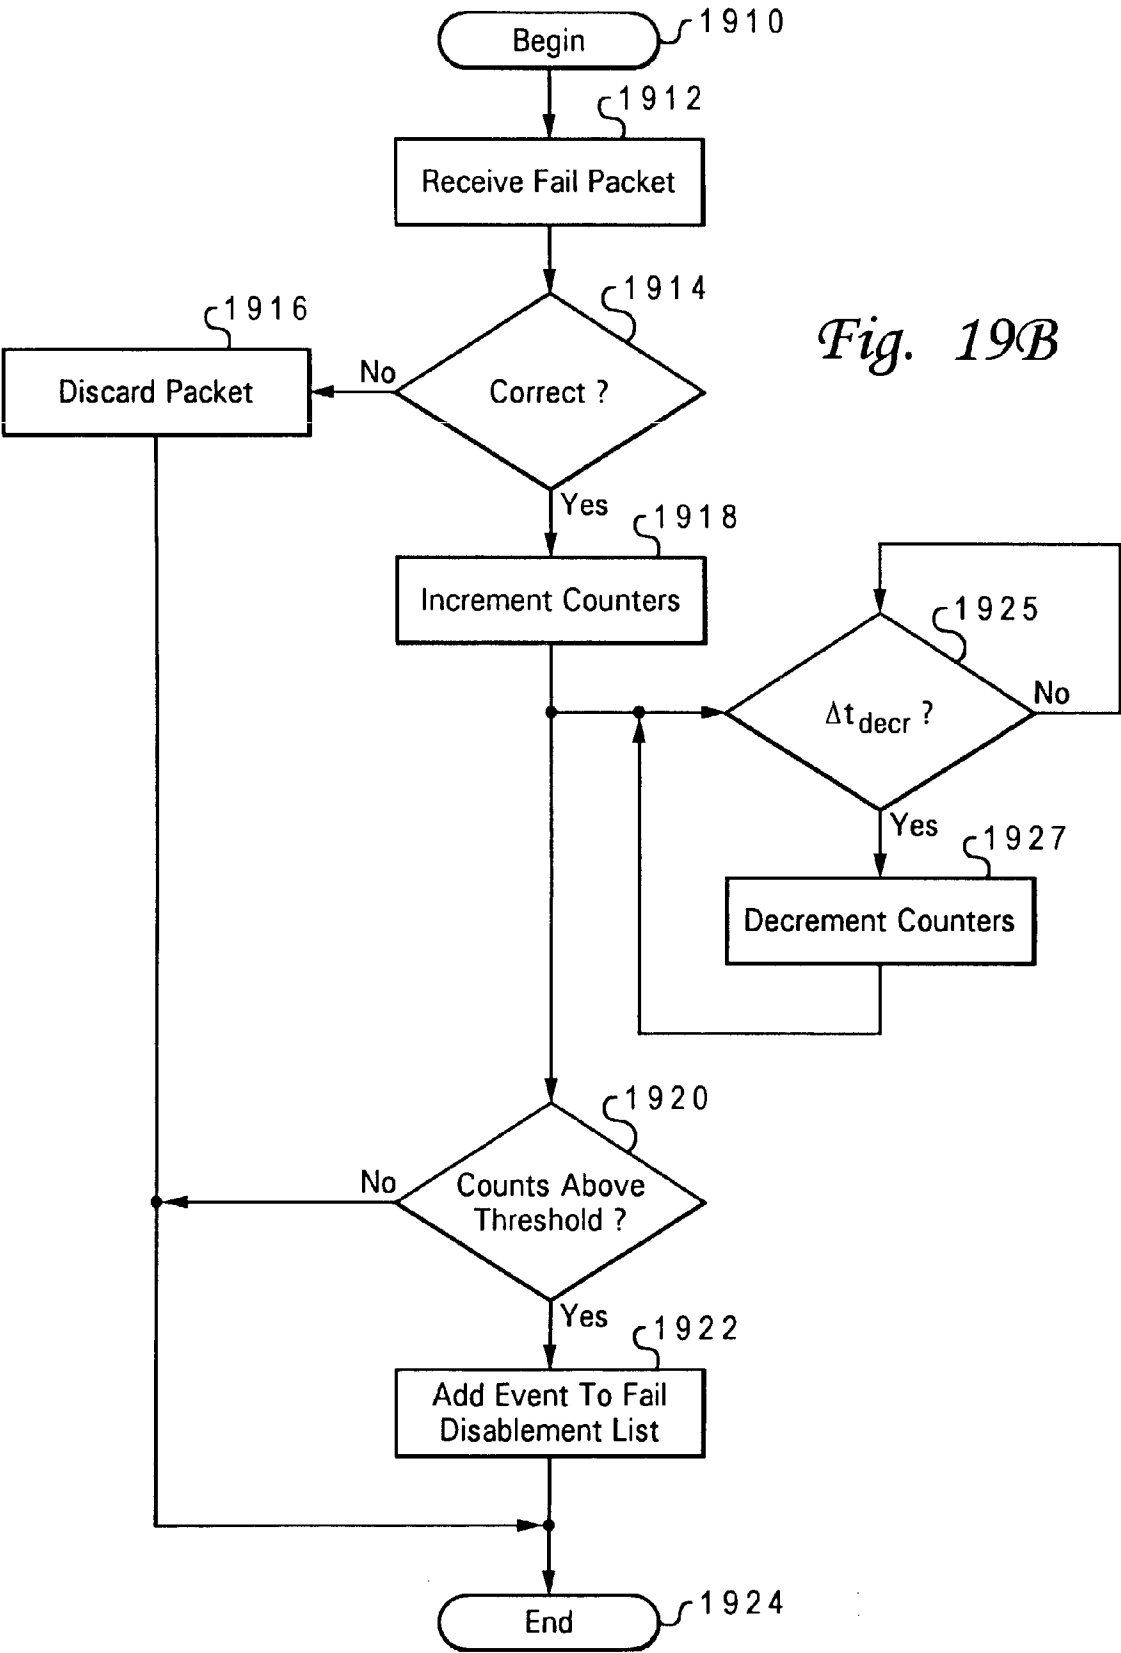 Begin
1910
1912
Receive Fail Packet
1914
1916
Fig. 19B
Discard Packet
No
Correct ?
Yes
1918
Increment Counters
1925
Δtdecr ?
No
Yes
1927
Decrement Counters
1920
No
Counts Above
Threshold ?
Yes
1922
Add Event To Fail
Disablement List
End
1924